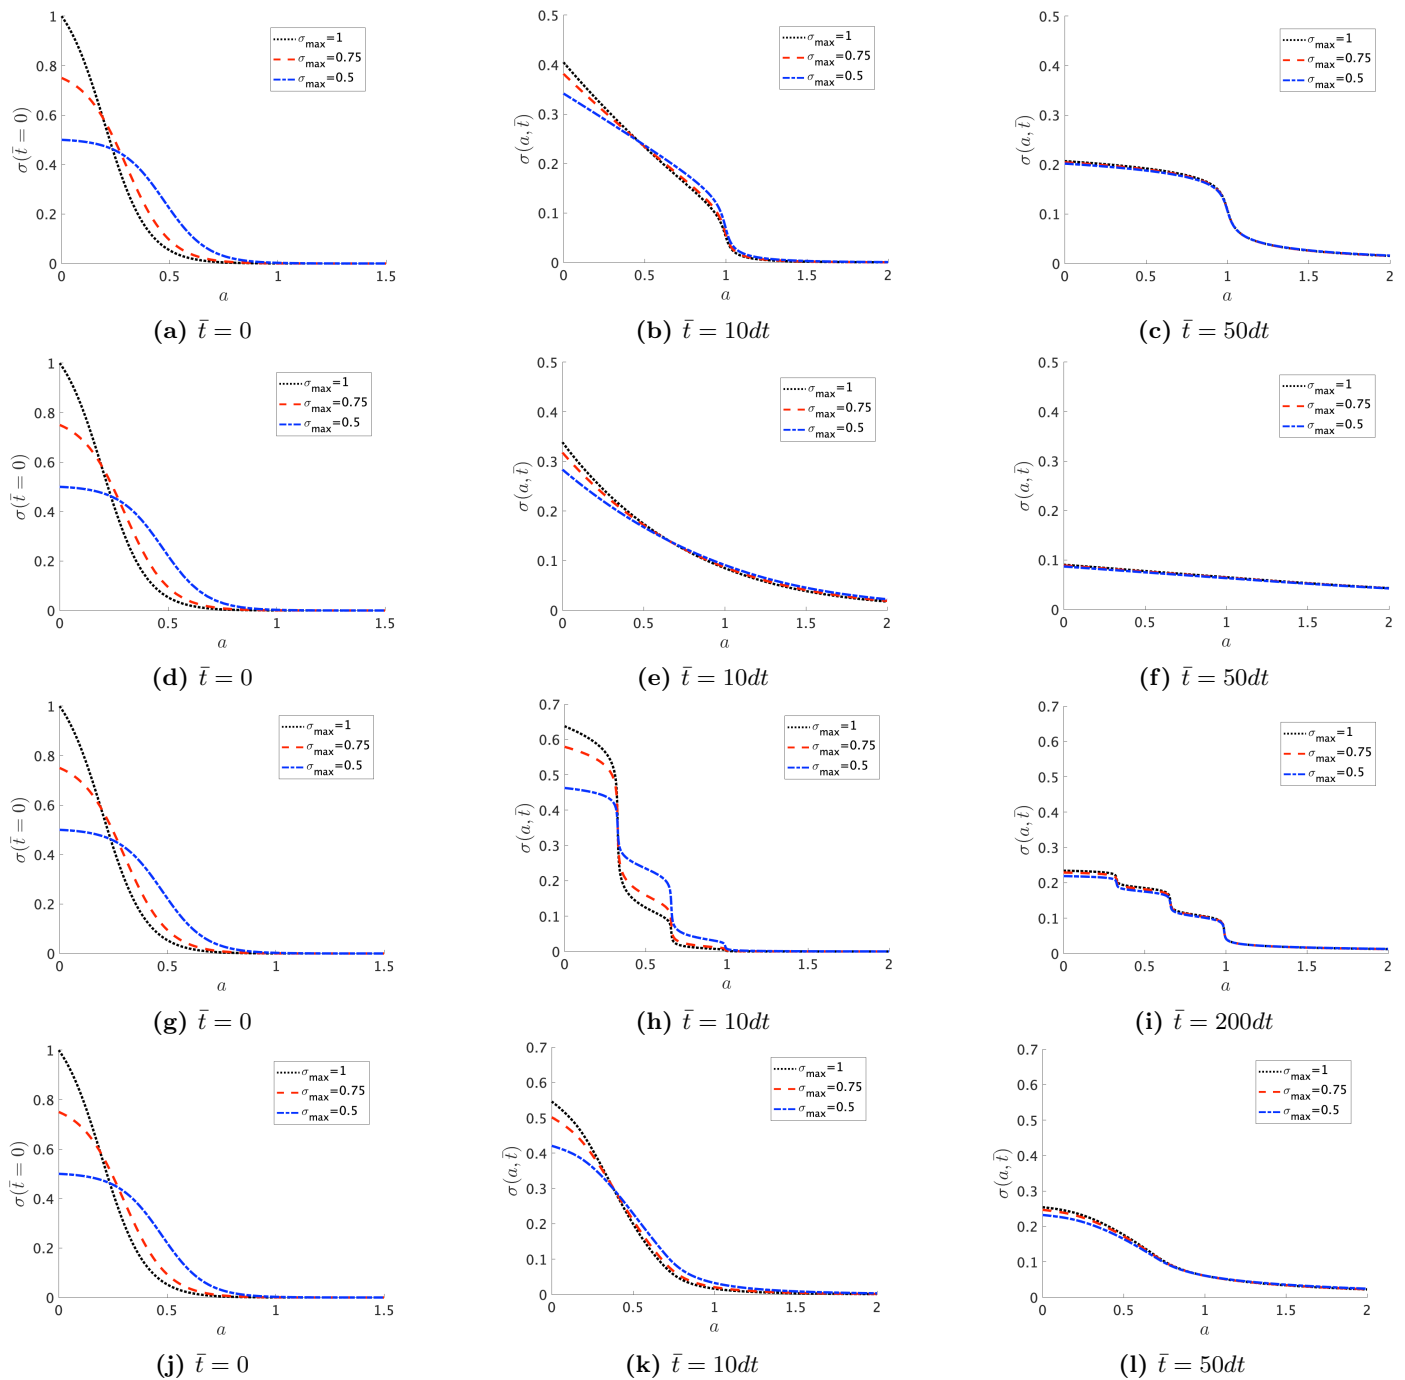 σ(t̄ = 0)
1
0.8
0.6
0.4
0.2
0
0 0.5 1 1.5
a
σmax=1
σmax=0.75
σmax=0.5
(a) t̄ = 0
σ(a, t̄)
0.5
0.4
0.3
0.2
0.1
0
0 0.5 1 1.5 2
a
σmax=1
σmax=0.75
σmax=0.5
(b) t̄ = 10dt
σ(a, t̄)
0.5
0.4
0.3
0.2
0.1
0
0 0.5 1 1.5 2
a
σmax=1
σmax=0.75
σmax=0.5
(c) t̄ = 50dt
σ(t̄ = 0)
1
0.8
0.6
0.4
0.2
0
0 0.5 1 1.5
a
σmax=1
σmax=0.75
σmax=0.5
(d) t̄ = 0
σ(a, t̄)
0.5
0.4
0.3
0.2
0.1
0
0 0.5 1 1.5 2
a
σmax=1
σmax=0.75
σmax=0.5
(e) t̄ = 10dt
σ(a, t̄)
0.5
0.4
0.3
0.2
0.1
0
0 0.5 1 1.5 2
a
σmax=1
σmax=0.75
σmax=0.5
(f) t̄ = 50dt
σ(t̄ = 0)
1
0.8
0.6
0.4
0.2
0
0 0.5 1 1.5
a
σmax=1
σmax=0.75
σmax=0.5
(g) t̄ = 0
σ(a, t̄)
0.7
0.6
0.5
0.4
0.3
0.2
0.1
0
0 0.5 1 1.5 2
a
σmax=1
σmax=0.75
σmax=0.5
(h) t̄ = 10dt
σ(a, t̄)
0.7
0.6
0.5
0.4
0.3
0.2
0.1
0
0 0.5 1 1.5 2
a
σmax=1
σmax=0.75
σmax=0.5
(i) t̄ = 200dt
σ(t̄ = 0)
1
0.8
0.6
0.4
0.2
0
0 0.5 1 1.5
a
σmax=1
σmax=0.75
σmax=0.5
(j) t̄ = 0
σ(a, t̄)
0.7
0.6
0.5
0.4
0.3
0.2
0.1
0
0 0.5 1 1.5 2
a
σmax=1
σmax=0.75
σmax=0.5
(k) t̄ = 10dt
σ(a, t̄)
0.7
0.6
0.5
0.4
0.3
0.2
0.1
0
0 0.5 1 1.5 2
a
σmax=1
σmax=0.75
σmax=0.5
(l) t̄ = 50dt